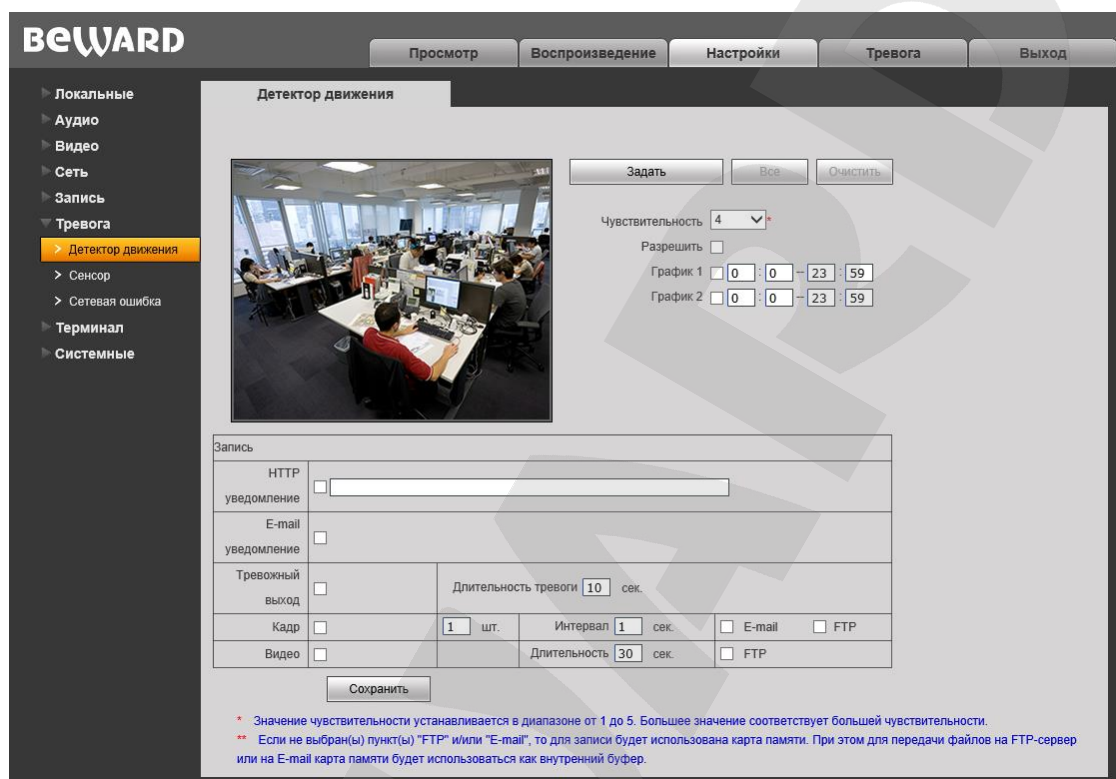 BEWARD
Просмотр Воспроизведение Настройки Тревога Выход
Локальные
Аудио
Видео
Сеть
Запись
Тревога
> Детектор движения
> Сенсор
> Сетевая ошибка
Терминал
Системные
Детектор движения
Задать Все Очистить
Чувствительность 4 *
Разрешить
График 1 0 : 0 – 23 : 59
График 2 0 : 0 – 23 : 59
Запись
HTTP
уведомление
E-mail
уведомление
Тревожный
выход
Длительность тревоги 10 сек.
Кадр 1 шт. Интервал 1 сек. E-mail FTP
Видео Длительность 30 сек. FTP
Сохранить
* Значение чувствительности устанавливается в диапазоне от 1 до 5. Большее значение соответствует большей чувствительности.
** Если не выбран(ы) пункт(ы) "FTP" и/или "E-mail", то для записи будет использована карта памяти. При этом для передачи файлов на FTP-сервер
или на E-mail карта памяти будет использоваться как внутренний буфер.